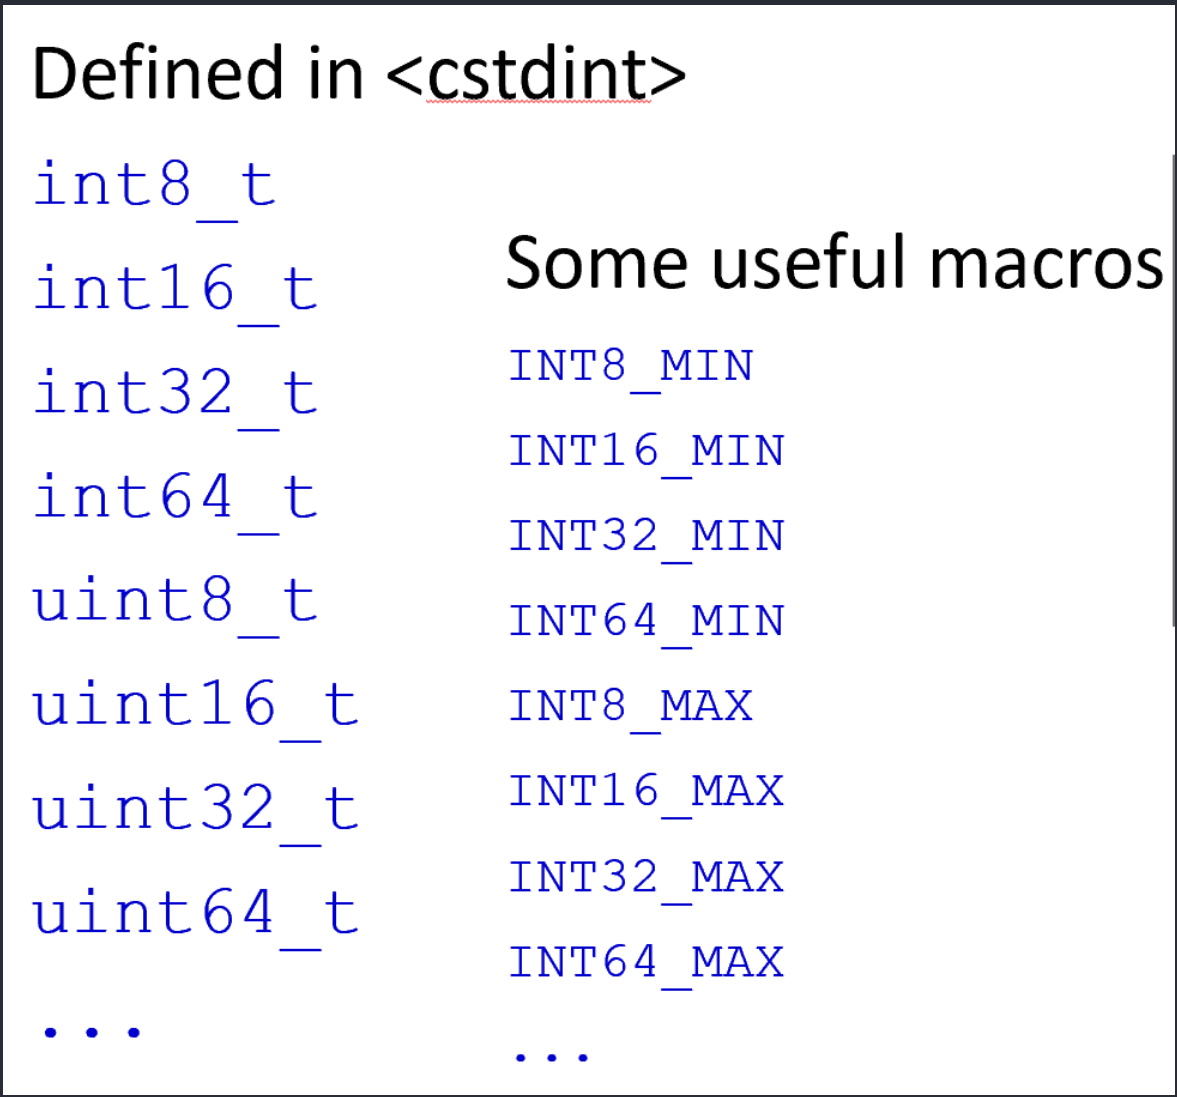 Defined in <cstdint>
int8_t
int16_t
int32_t
int64_t
uint8_t
uint16_t
uint32_t
uint64_t
...
Some useful macros
INT8_MIN
INT16_MIN
INT32_MIN
INT64_MIN
INT8_MAX
INT16_MAX
INT32_MAX
INT64_MAX
...